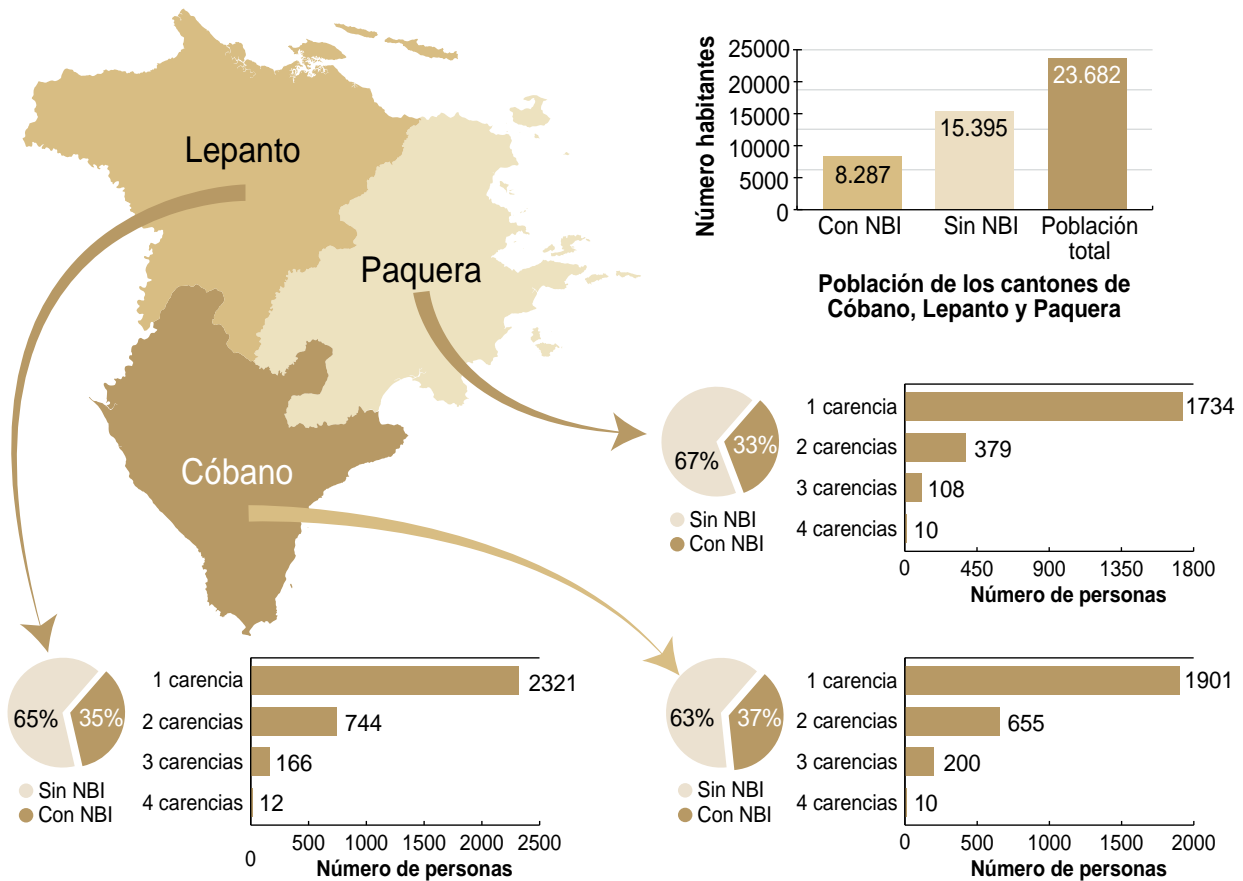 Lepanto
Paquera
Cóbano
Número habitantes
25000
20000
15000
10000
5000
0
8.287
15.395
23.682
Con NBI
Sin NBI
Población
total
Población de los cantones de
Cóbano, Lepanto y Paquera
67%
33%
Sin NBI
Con NBI
1 carencia
1734
2 carencias
379
3 carencias
108
4 carencias
10
0
450
900
1350
1800
Número de personas
65%
35%
Sin NBI
Con NBI
1 carencia
2321
2 carencias
744
3 carencias
166
4 carencias
12
0
500
1000
1500
2000
2500
Número de personas
63%
37%
Sin NBI
Con NBI
1 carencia
1901
2 carencias
655
3 carencias
200
4 carencias
10
0
400
800
1200
1600
2000
Número de personas